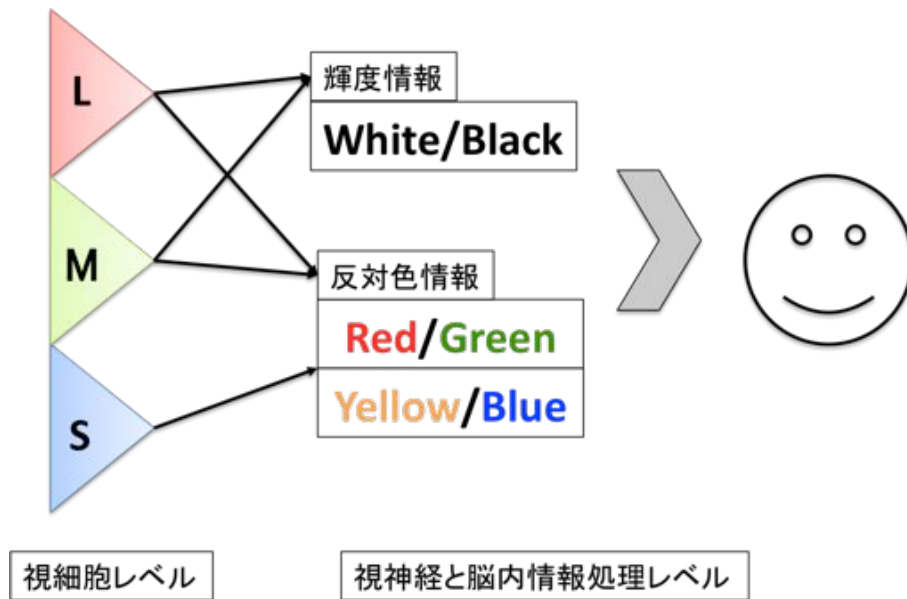 L
M
S
輝度情報
White/Black
反対色情報
Red/Green
Yellow/Blue
視細胞レベル
視神経と脳内情報処理レベル